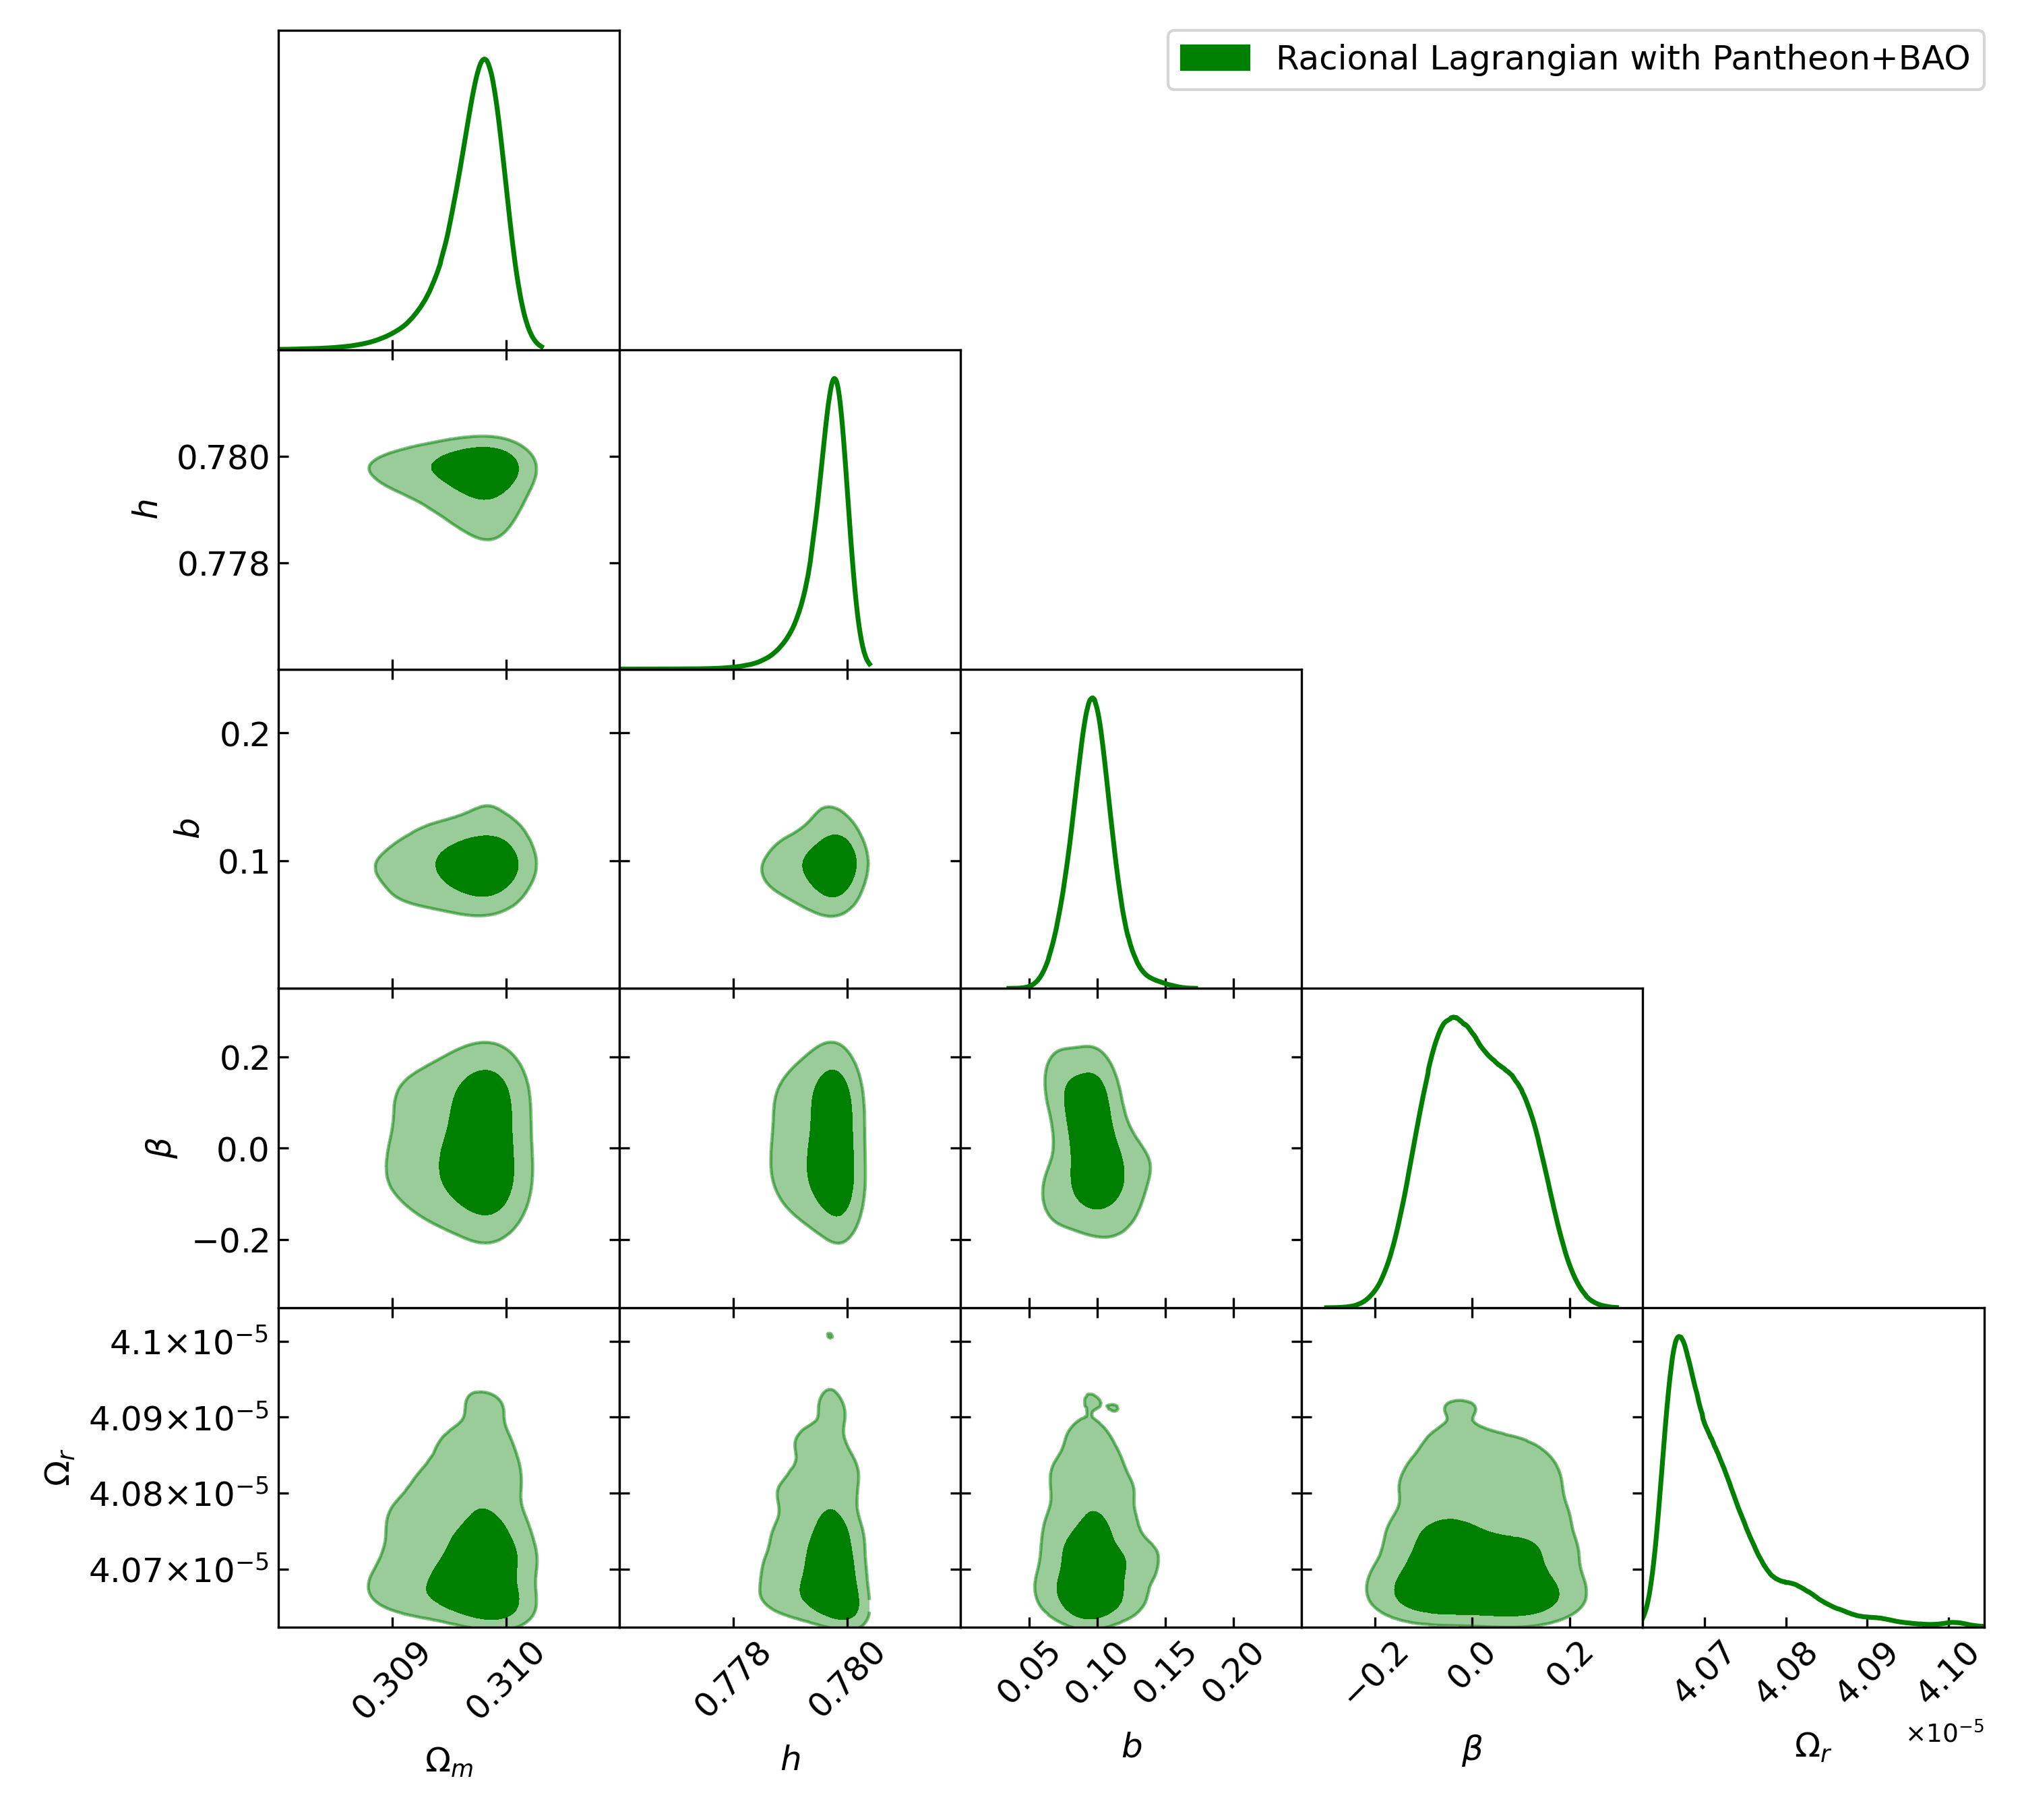 Racional Lagrangian with Pantheon+BAO
0.780
h
0.778
0.2
b
0.1
0.2
β
0.0
−0.2
4.1×10⁻⁵
4.09×10⁻⁵
Ωᵣ
4.08×10⁻⁵
4.07×10⁻⁵
0.309 0.310 0.778 0.780 0.05 0.10 0.15 0.20 −0.2 0.0 0.2 4.07 4.08 4.09 4.10
×10⁻⁵
Ωₘ h b β Ωᵣ